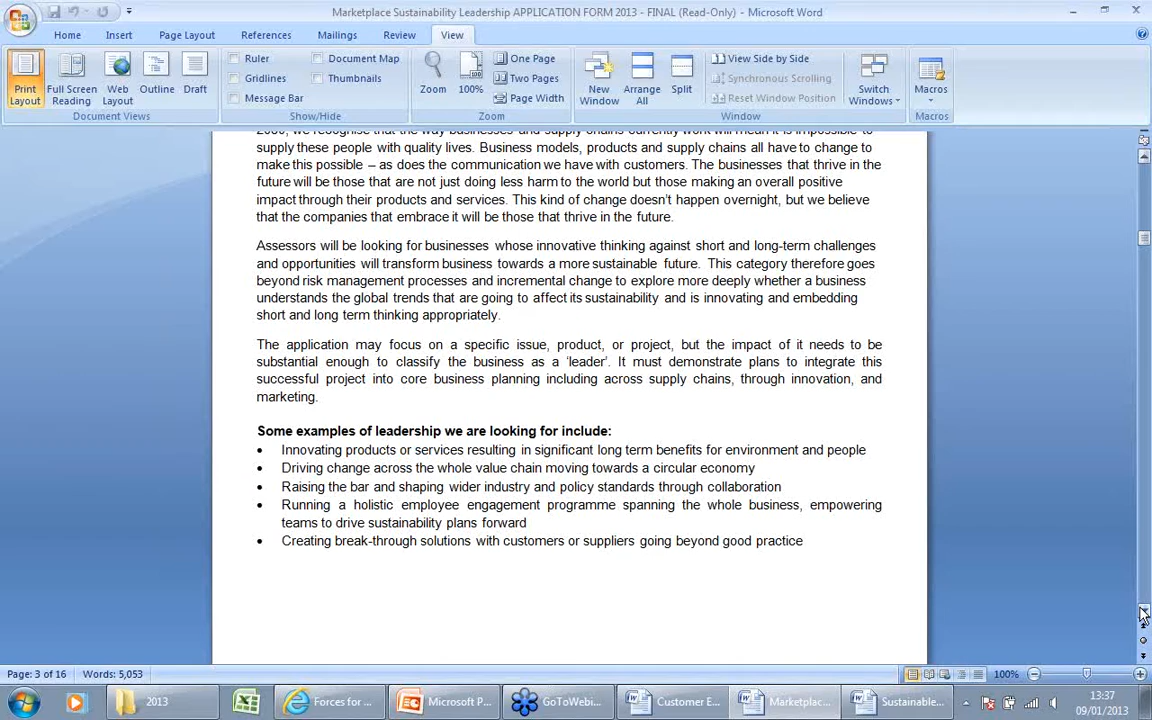 Marketplace Sustainability Leadership APPLICATION FORM 2013 - FINAL (Read-Only) - Microsoft Word
Home Insert Page Layout References Mailings Review View
Print Layout
Full Screen Reading
Web Layout
Outline
Draft
Document Views
Ruler
Gridlines
Message Bar
Document Map
Thumbnails
Show/Hide
Zoom
100%
One Page
Two Pages
Page Width
Zoom
New Window
Arrange All
Split
View Side by Side
Synchronous Scrolling
Reset Window Position
Switch Windows
Window
Macros
Macros
2050, we recognise that the way businesses and supply chains currently work will mean it is impossible to
supply these people with quality lives. Business models, products and supply chains all have to change to
make this possible – as does the communication we have with customers. The businesses that thrive in the
future will be those that are not just doing less harm to the world but those making an overall positive
impact through their products and services. This kind of change doesn't happen overnight, but we believe
that the companies that embrace it will be those that thrive in the future.
Assessors will be looking for businesses whose innovative thinking against short and long-term challenges
and opportunities will transform business towards a more sustainable future. This category therefore goes
beyond risk management processes and incremental change to explore more deeply whether a business
understands the global trends that are going to affect its sustainability and is innovating and embedding
short and long term thinking appropriately.
The application may focus on a specific issue, product, or project, but the impact of it needs to be
substantial enough to classify the business as a 'leader'. It must demonstrate plans to integrate this
successful project into core business planning including across supply chains, through innovation, and
marketing.
Some examples of leadership we are looking for include:
• Innovating products or services resulting in significant long term benefits for environment and people
• Driving change across the whole value chain moving towards a circular economy
• Raising the bar and shaping wider industry and policy standards through collaboration
• Running a holistic employee engagement programme spanning the whole business, empowering
teams to drive sustainability plans forward
• Creating break-through solutions with customers or suppliers going beyond good practice
Page: 3 of 16 Words: 5,053 100%
2013 Forces for ... Microsoft P... GoToWebi... Customer E... Marketplac... Sustainable...
13:37
09/01/2013